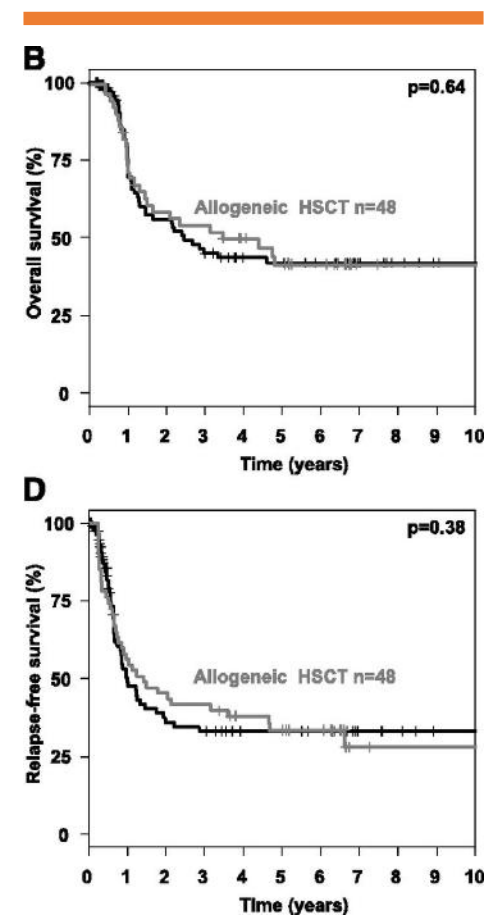 B
100
p=0.64
75
Allogeneic HSCT n=48
50
25
0
Overall survival (%)
0 1 2 3 4 5 6 7 8 9 10
Time (years)
D
100
p=0.38
75
Allogeneic HSCT n=48
50
25
0
Relapse-free survival (%)
0 1 2 3 4 5 6 7 8 9 10
Time (years)